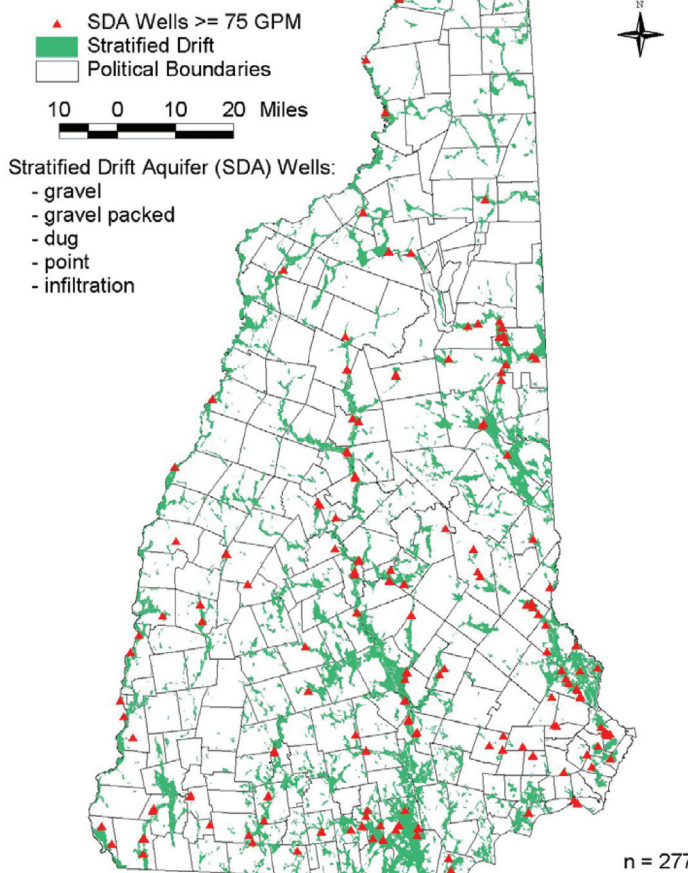 N
SDA Wells >= 75 GPM
Stratified Drift
Political Boundaries
10 0 10 20 Miles
Stratified Drift Aquifer (SDA) Wells:
- gravel
- gravel packed
- dug
- point
- infiltration
n = 277